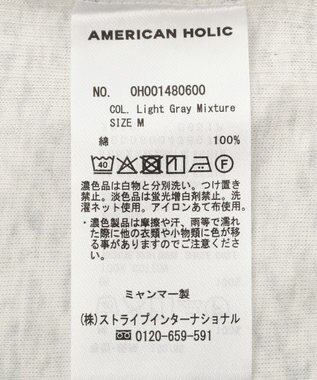 AMERICAN HOLIC
NO. 0H001480600
COL. Light Gray Mixture
SIZE M
綿 100%
40 F
濃色品は白物と分別洗い。つけ置き
禁止。淡色品は蛍光増白剤禁止。洗
濯ネット使用。アイロンあて布使用。
・濃色製品は摩擦や汗、雨等で濡れ
た際に他の衣類や小物類に色が移
る事がありますのでご注意くださ
い。
ミャンマー製
(株)ストライプインターナショナル
☎0120-659-591